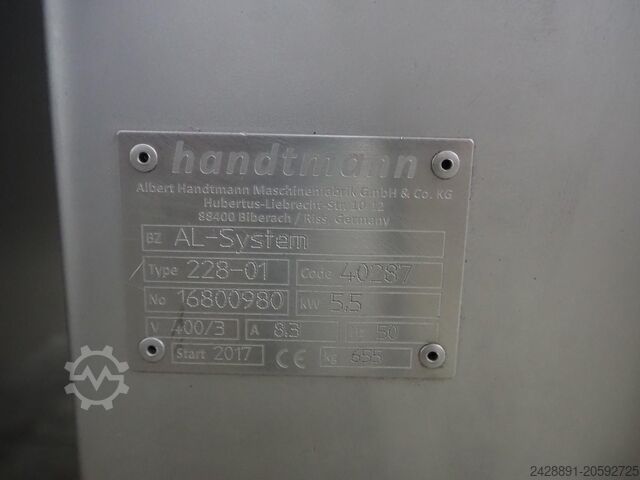 handtmann
Albert Handtmann Maschinenfabrik GmbH & Co. KG
Hubertus-Liebrecht-Str. 10-12
88400 Biberach / Riss, Germany
BZ AL-System
Type 228-01 Code 40287
No 16800980 kW 5,5
V 400/3 A 8,3 Hz 50
Start 2017 CE kg 655
2428891-20592725